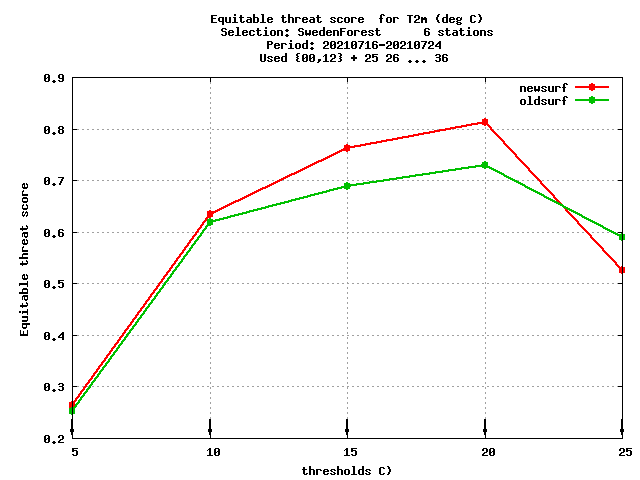 Equitable threat score for T2m (deg C)
Selection: SwedenForest 6 stations
Period: 20210716-20210724
Used {00,12} + 25 26 ... 36
newsurf
oldsurf
0.9
0.8
0.7
0.6
0.5
0.4
0.3
0.2
Equitable threat score
5 10 15 20 25
thresholds C)